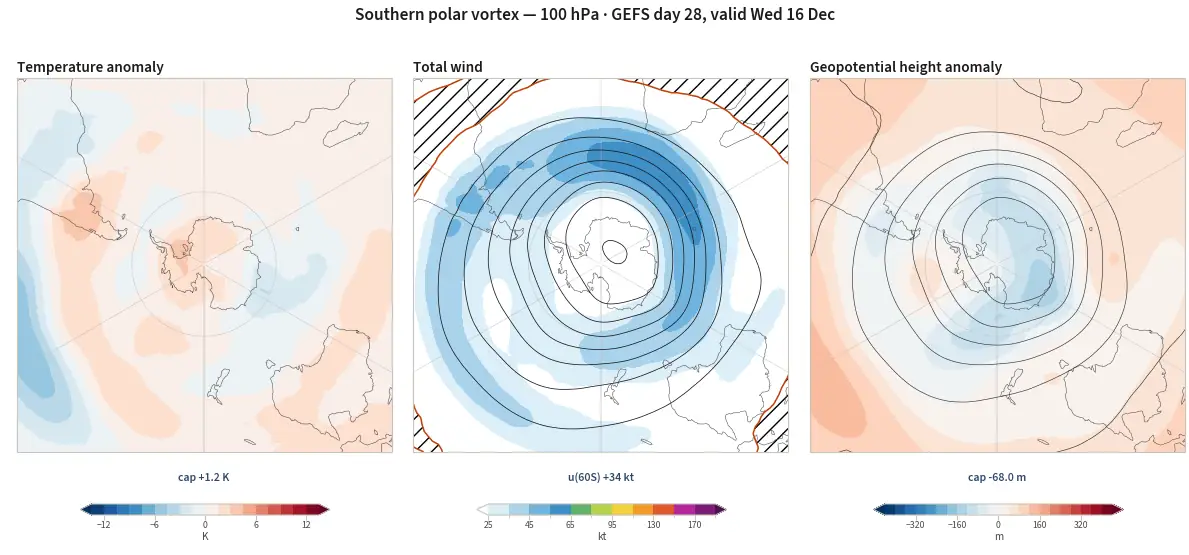 Southern polar vortex — 100 hPa · GEFS day 28, valid Wed 16 Dec
Temperature anomaly
Total wind
Geopotential height anomaly
cap +1.2 K
u(60S) +34 kt
cap -68.0 m
−12 −6 0 6 12
K
25 45 65 95 130 170
kt
−320 −160 0 160 320
m